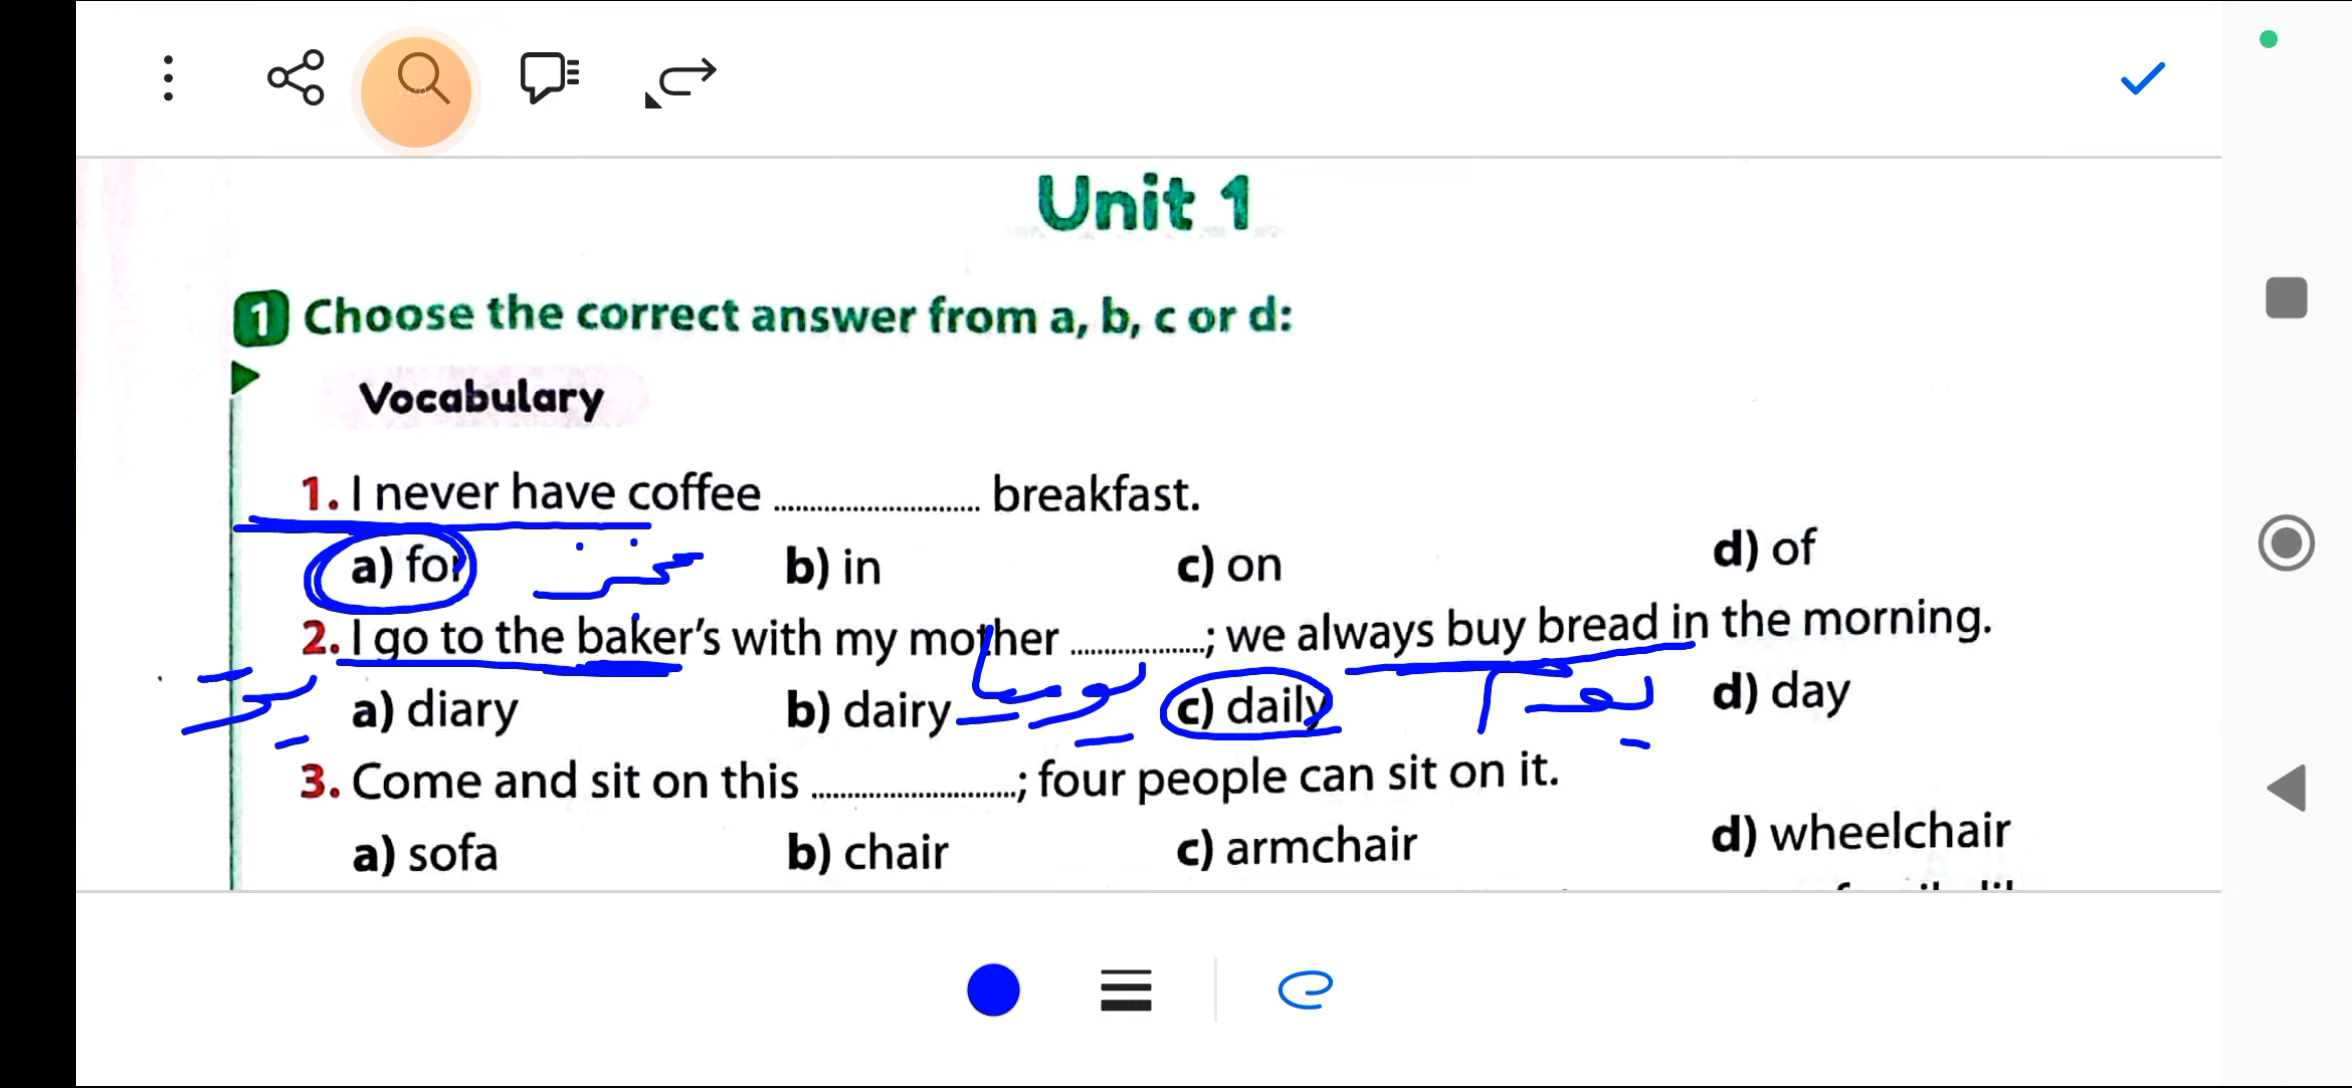 Unit 1
1 Choose the correct answer from a, b, c or d:
Vocabulary
1. I never have coffee ........................... breakfast.
a) for b) in c) on d) of
2. I go to the baker's with my mother ..................; we always buy bread in the morning.
a) diary b) dairy c) daily d) day
3. Come and sit on this ...........................; four people can sit on it.
a) sofa b) chair c) armchair d) wheelchair